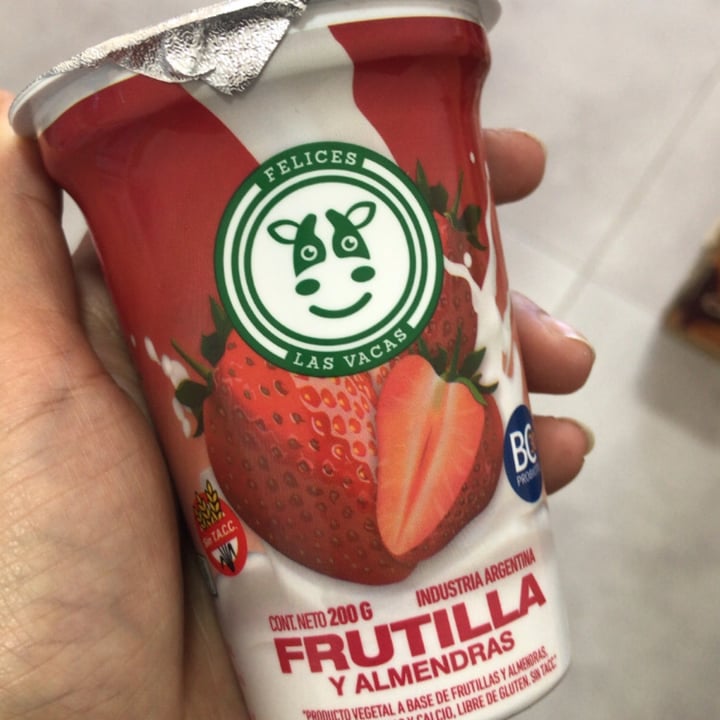 FELICES
LAS VACAS
Sin T.A.C.C.
CONT. NETO 200 G
INDUSTRIA ARGENTINA
FRUTILLA
Y ALMENDRAS
"PRODUCTO VEGETAL A BASE DE FRUTILLAS Y ALMENDRAS,
Y CALCIO, LIBRE DE GLUTEN. SIN TACC"